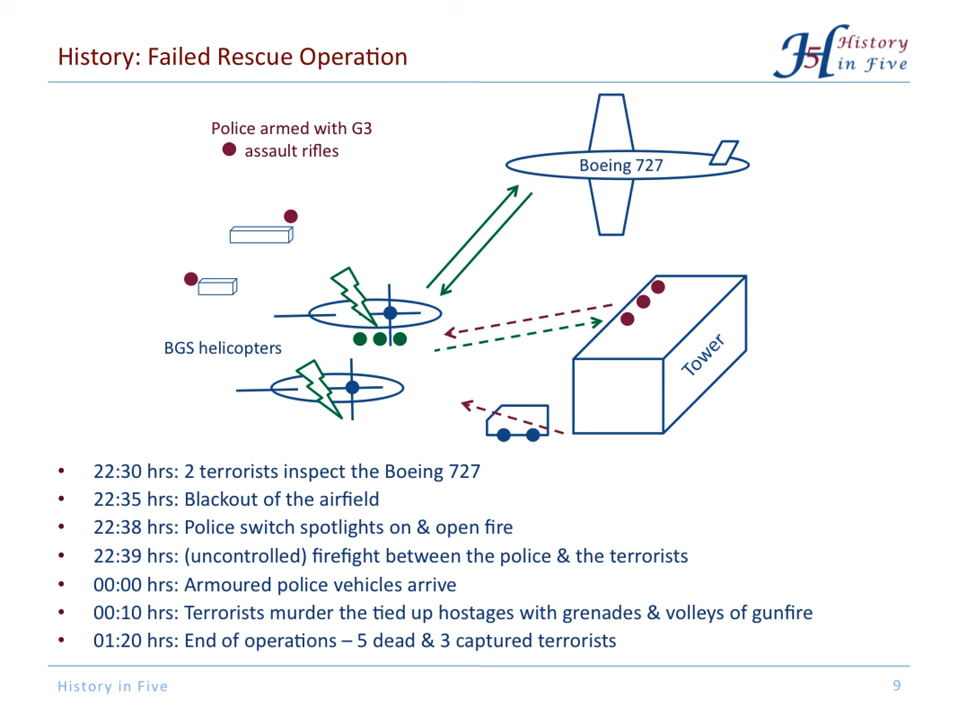 History: Failed Rescue Operation
J5H History
in Five
Police armed with G3
assault rifles
Boeing 727
BGS helicopters
Tower
• 22:30 hrs: 2 terrorists inspect the Boeing 727
• 22:35 hrs: Blackout of the airfield
• 22:38 hrs: Police switch spotlights on & open fire
• 22:39 hrs: (uncontrolled) firefight between the police & the terrorists
• 00:00 hrs: Armoured police vehicles arrive
• 00:10 hrs: Terrorists murder the tied up hostages with grenades & volleys of gunfire
• 01:20 hrs: End of operations – 5 dead & 3 captured terrorists
History in Five
9